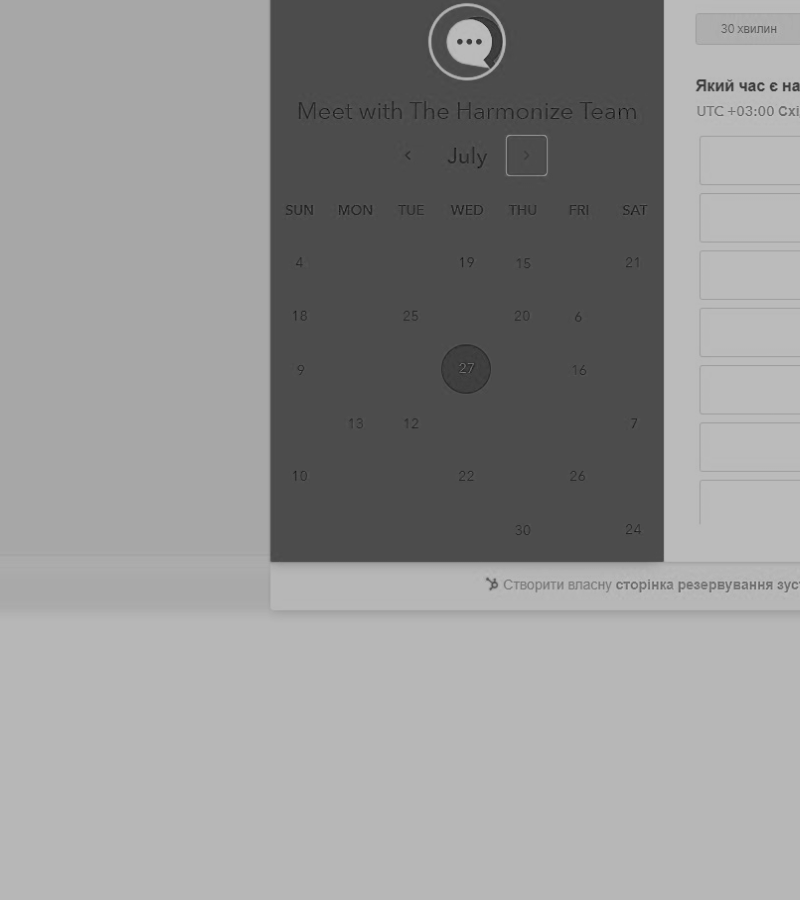 30 хвилин
Meet with The Harmonize Team
Який час є на
UTC +03:00 Схі
July
SUN MON TUE WED THU FRI SAT
4 19 15 21
18 25 20 6
9 27 16
13 12 7
10 22 26
30 24
Створити власну сторінка резервування зус